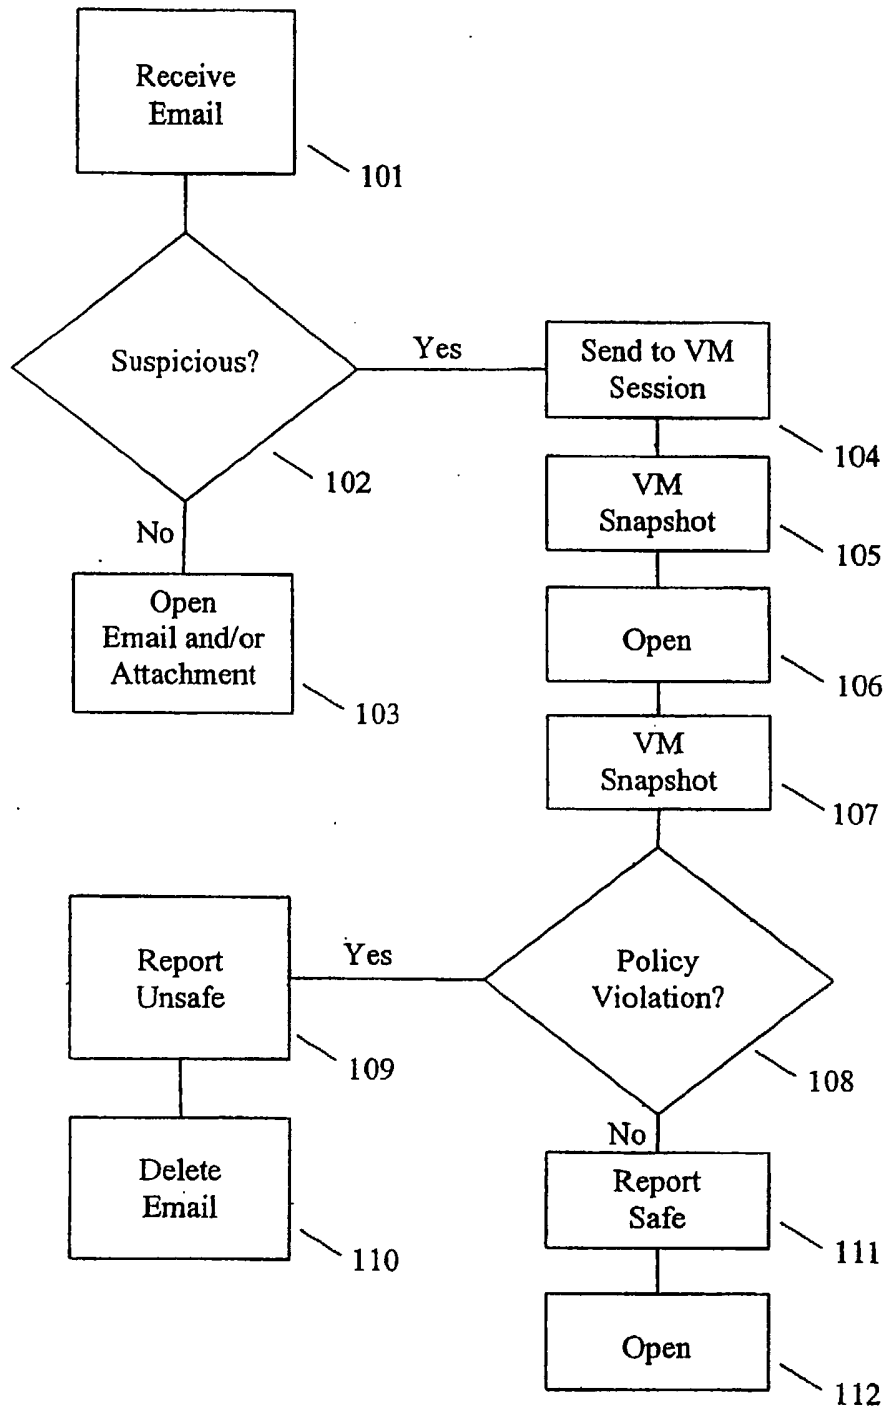 Receive
Email
101
Suspicious?
Yes
102
No
Open
Email and/or
Attachment
103
Send to VM
Session
104
VM
Snapshot
105
Open
106
VM
Snapshot
107
Policy
Violation?
108
Yes
Report
Unsafe
109
Delete
Email
110
No
Report
Safe
111
Open
112